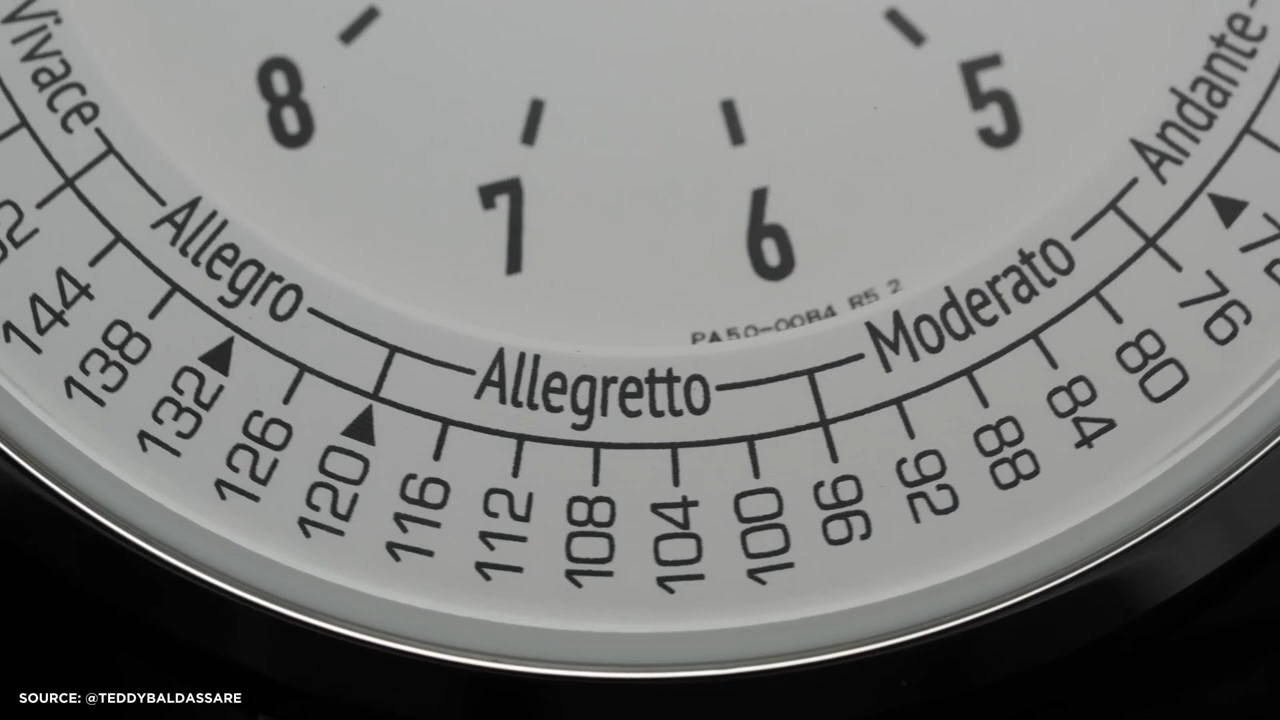 Vivace
Allegro
Allegretto
Moderato
Andante
8
7
6
5
PA50-00B4 R5 2
144
138
132
126
120
116
112
108
104
100
96
92
88
84
80
76
SOURCE: @TEDDYBALDASSARE